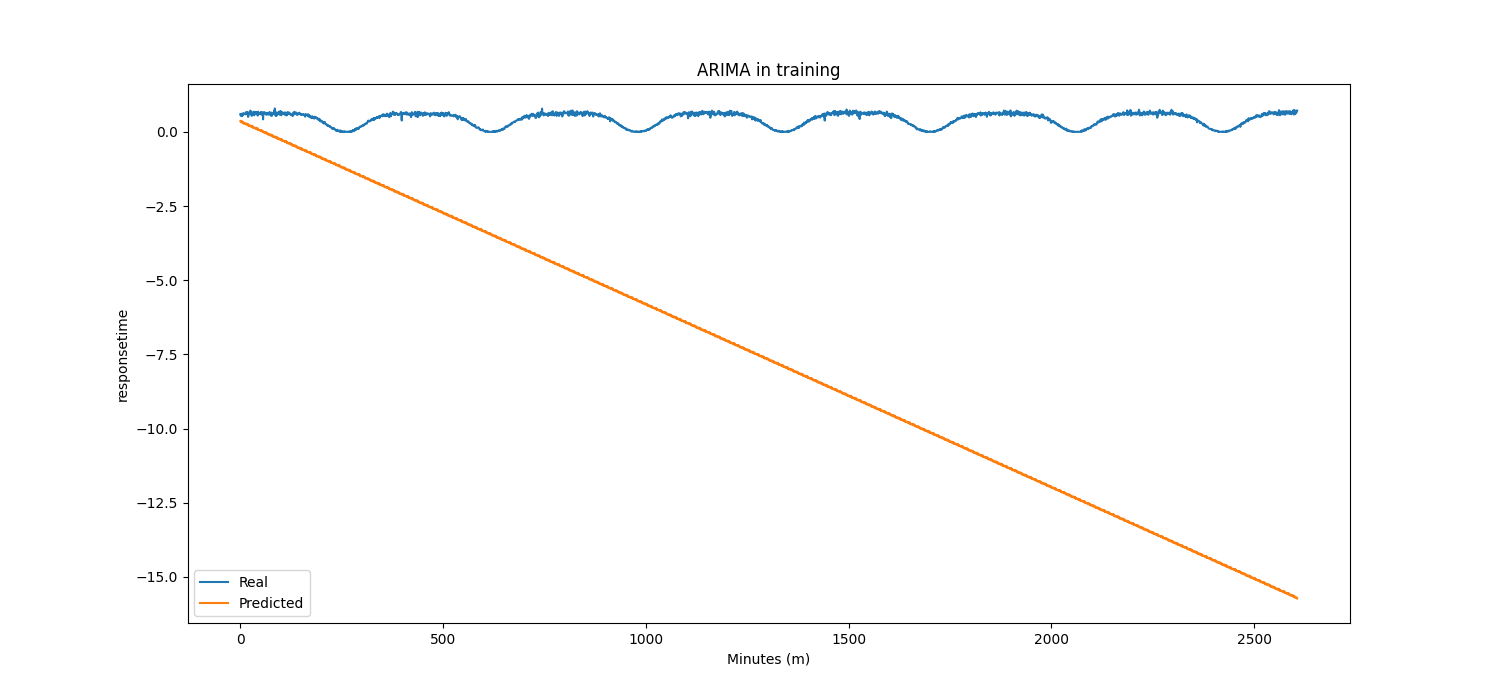 ARIMA in training
0.0
−2.5
−5.0
−7.5
−10.0
−12.5
−15.0
responsetime
Real
Predicted
0 500 1000 1500 2000 2500
Minutes (m)